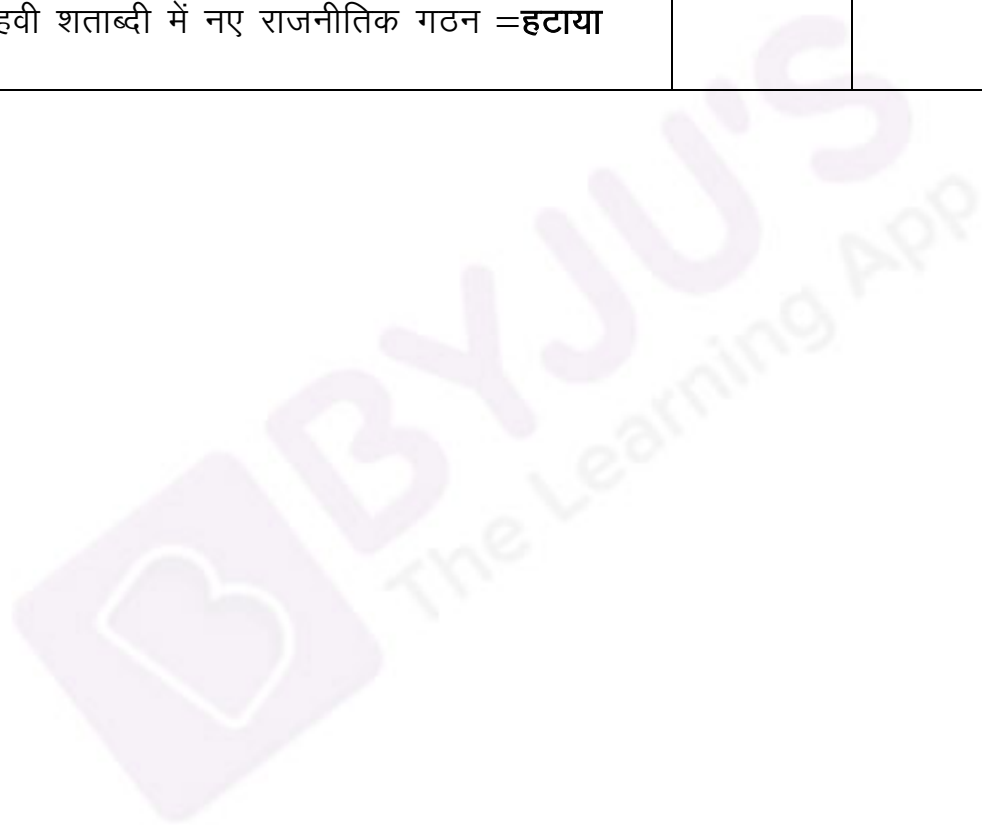 हवी शताब्दी में नए राजनीतिक गठन =हटाया
BYJU'S
The Learning App